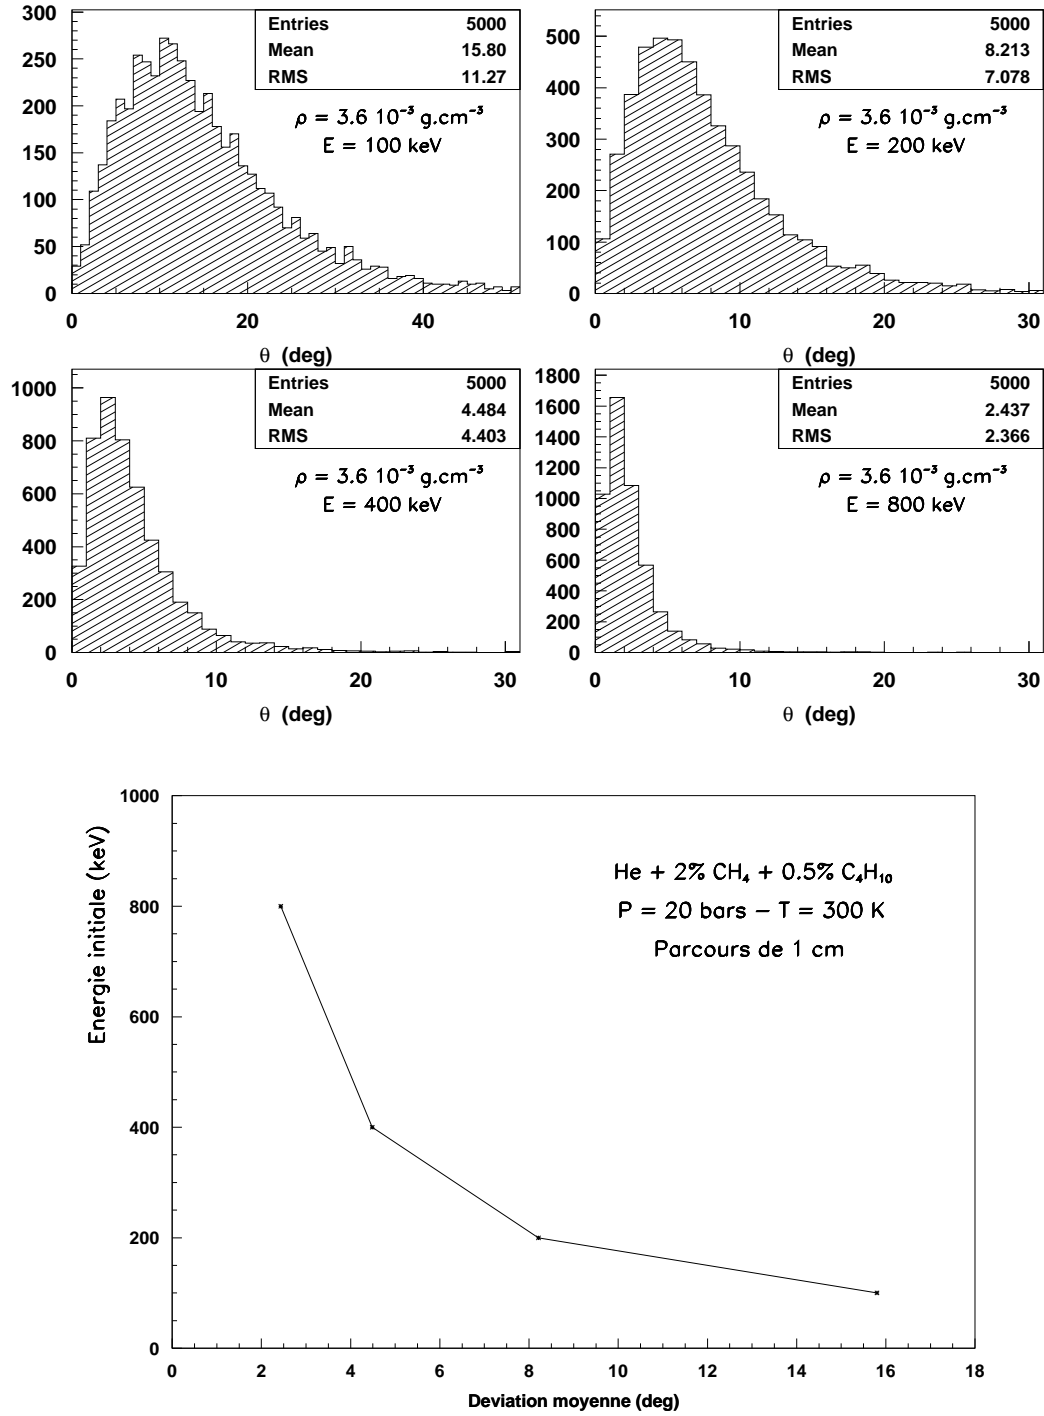 Entries 5000
Mean 15.80
RMS 11.27
ρ = 3.6 10⁻³ g.cm⁻³
E = 100 keV
300
250
200
150
100
50
0
0 20 40
θ (deg)
Entries 5000
Mean 8.213
RMS 7.078
ρ = 3.6 10⁻³ g.cm⁻³
E = 200 keV
500
400
300
200
100
0
0 10 20 30
θ (deg)
Entries 5000
Mean 4.484
RMS 4.403
ρ = 3.6 10⁻³ g.cm⁻³
E = 400 keV
1000
800
600
400
200
0
0 10 20 30
θ (deg)
Entries 5000
Mean 2.437
RMS 2.366
ρ = 3.6 10⁻³ g.cm⁻³
E = 800 keV
1800
1600
1400
1200
1000
800
600
400
200
0
0 10 20 30
θ (deg)
Energie initiale (keV)
1000
800
600
400
200
0
He + 2% CH₄ + 0.5% C₄H₁₀
P = 20 bars − T = 300 K
Parcours de 1 cm
0 2 4 6 8 10 12 14 16 18
Deviation moyenne (deg)